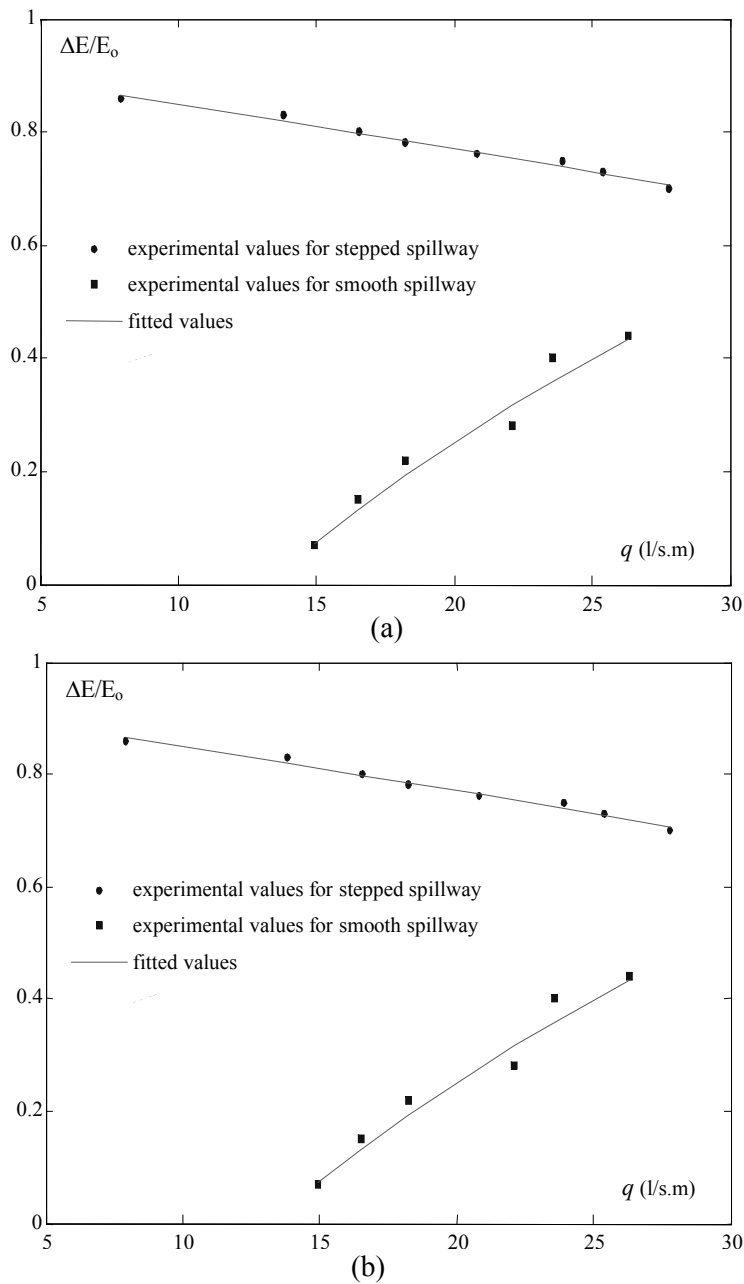 1
ΔE/Eo
0.8
0.6
experimental values for stepped spillway
experimental values for smooth spillway
fitted values
0.4
0.2
q (l/s.m)
0
5 10 15 20 25 30
(a)
1
ΔE/Eo
0.8
0.6
experimental values for stepped spillway
experimental values for smooth spillway
fitted values
0.4
0.2
q (l/s.m)
0
5 10 15 20 25 30
(b)